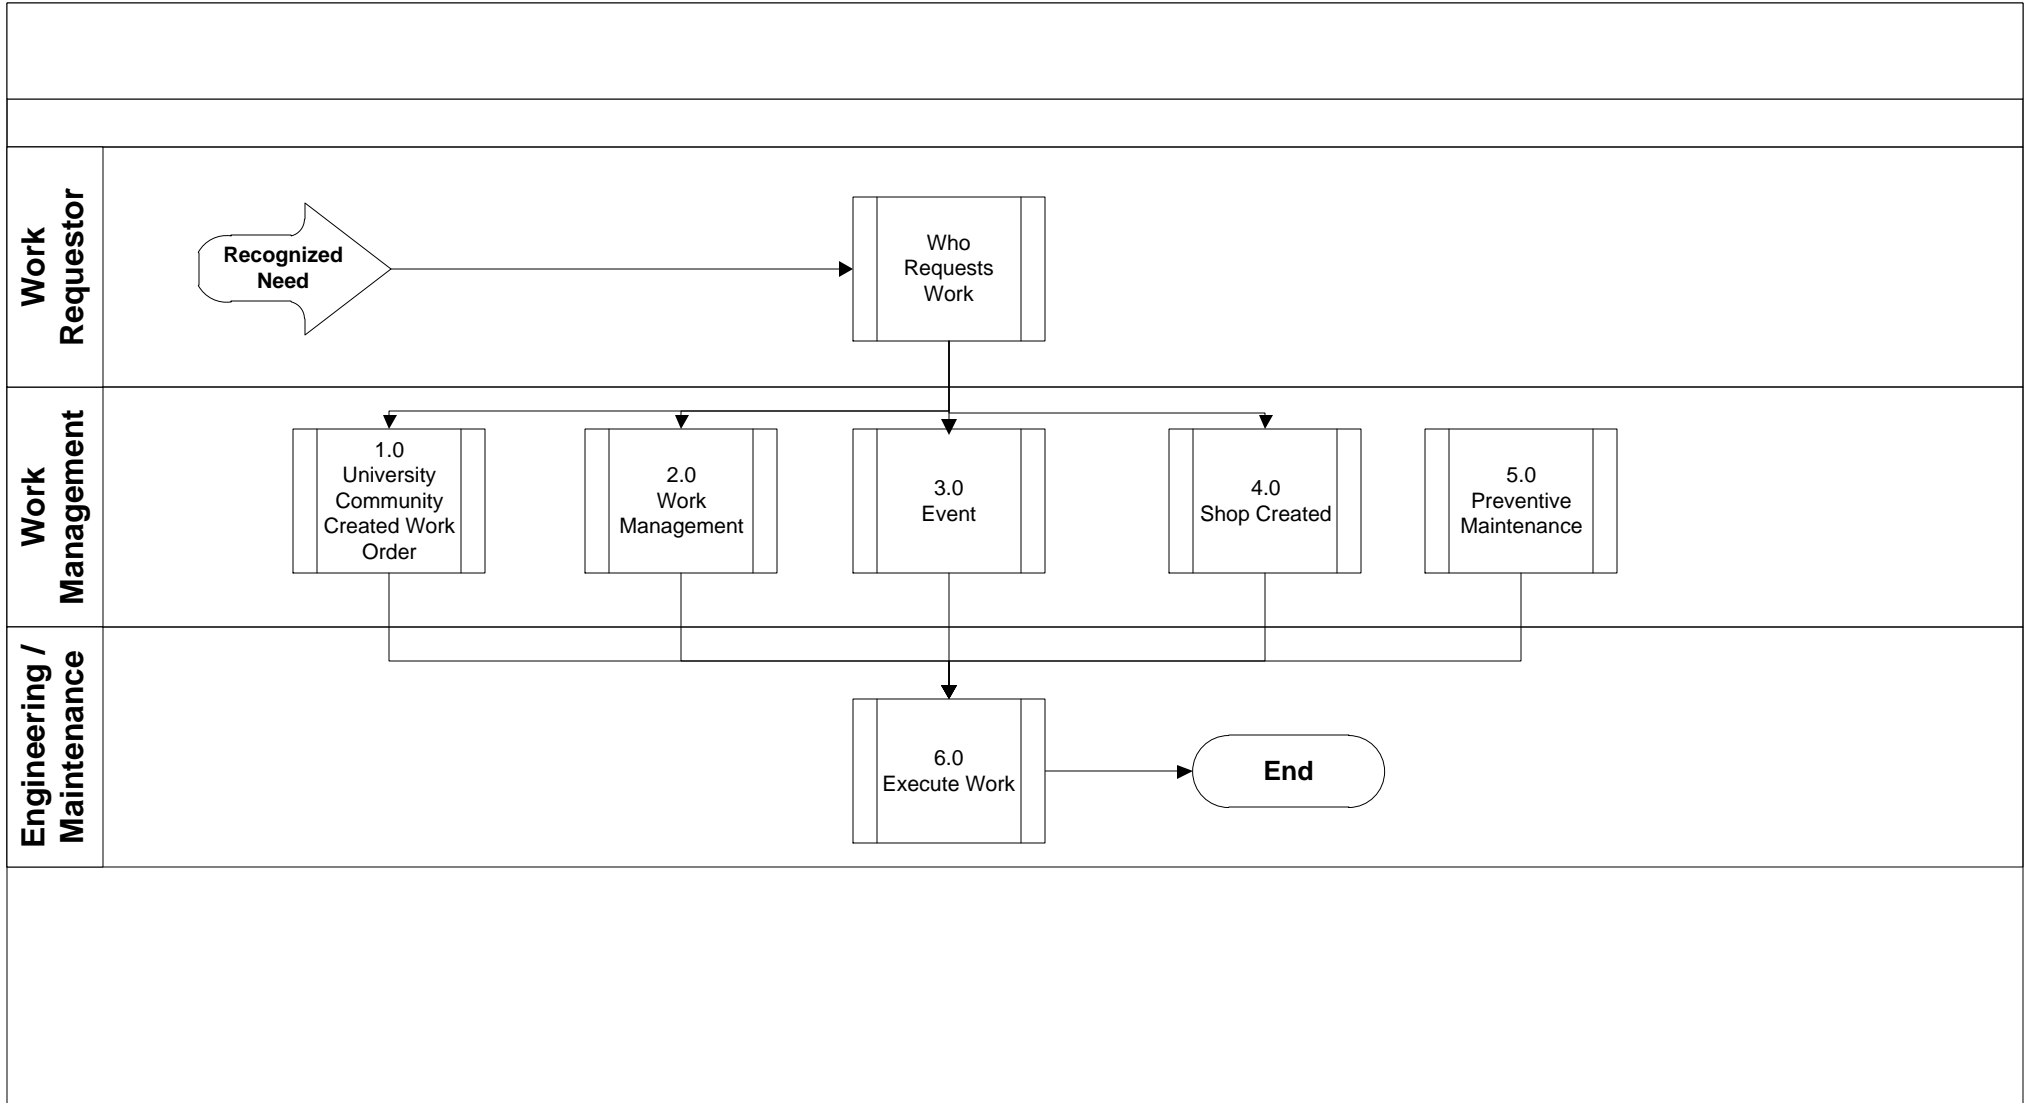 Work
Requestor
Recognized
Need
Who
Requests
Work
Work
Management
1.0
University
Community
Created Work
Order
2.0
Work
Management
3.0
Event
4.0
Shop Created
5.0
Preventive
Maintenance
Engineering /
Maintenance
6.0
Execute Work
End